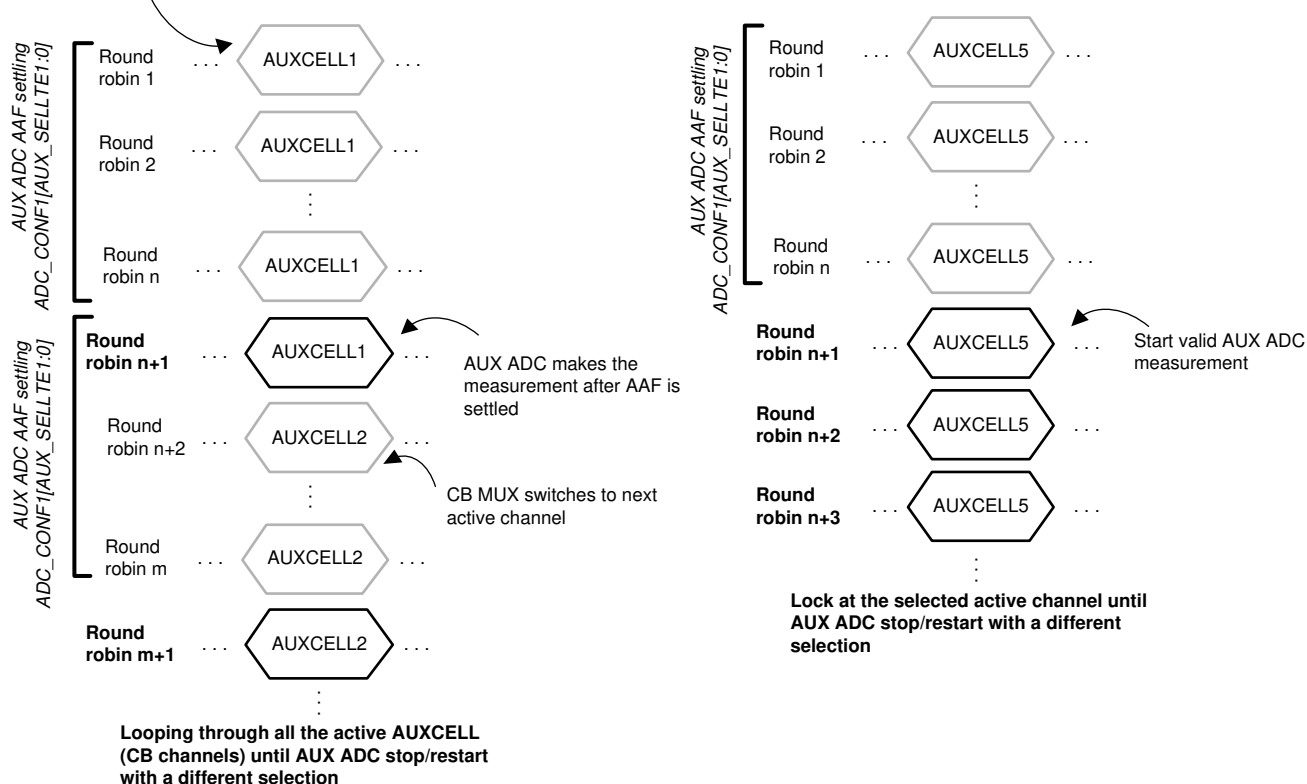 AUX ADC AAF settling
ADC_CONF1[AUX_SELLTE1:0]
Round
robin 1
. . . AUXCELL1 . . .
Round
robin 2
. . . AUXCELL1 . . .
Round
robin n
. . . AUXCELL1 . . .
AUX ADC AAF settling
ADC_CONF1[AUX_SELLTE1:0]
Round
robin n+1
. . . AUXCELL1 . . .
AUX ADC makes the
measurement after AAF is
settled
Round
robin n+2
. . . AUXCELL2 . . .
CB MUX switches to next
active channel
Round
robin m
. . . AUXCELL2 . . .
Round
robin m+1
. . . AUXCELL2 . . .
Looping through all the active AUXCELL
(CB channels) until AUX ADC stop/restart
with a different selection
AUX ADC AAF settling
ADC_CONF1[AUX_SELLTE1:0]
Round
robin 1
. . . AUXCELL5 . . .
Round
robin 2
. . . AUXCELL5 . . .
Round
robin n
. . . AUXCELL5 . . .
Round
robin n+1
. . . AUXCELL5 . . .
Start valid AUX ADC
measurement
Round
robin n+2
. . . AUXCELL5 . . .
Round
robin n+3
. . . AUXCELL5 . . .
Lock at the selected active channel until
AUX ADC stop/restart with a different
selection